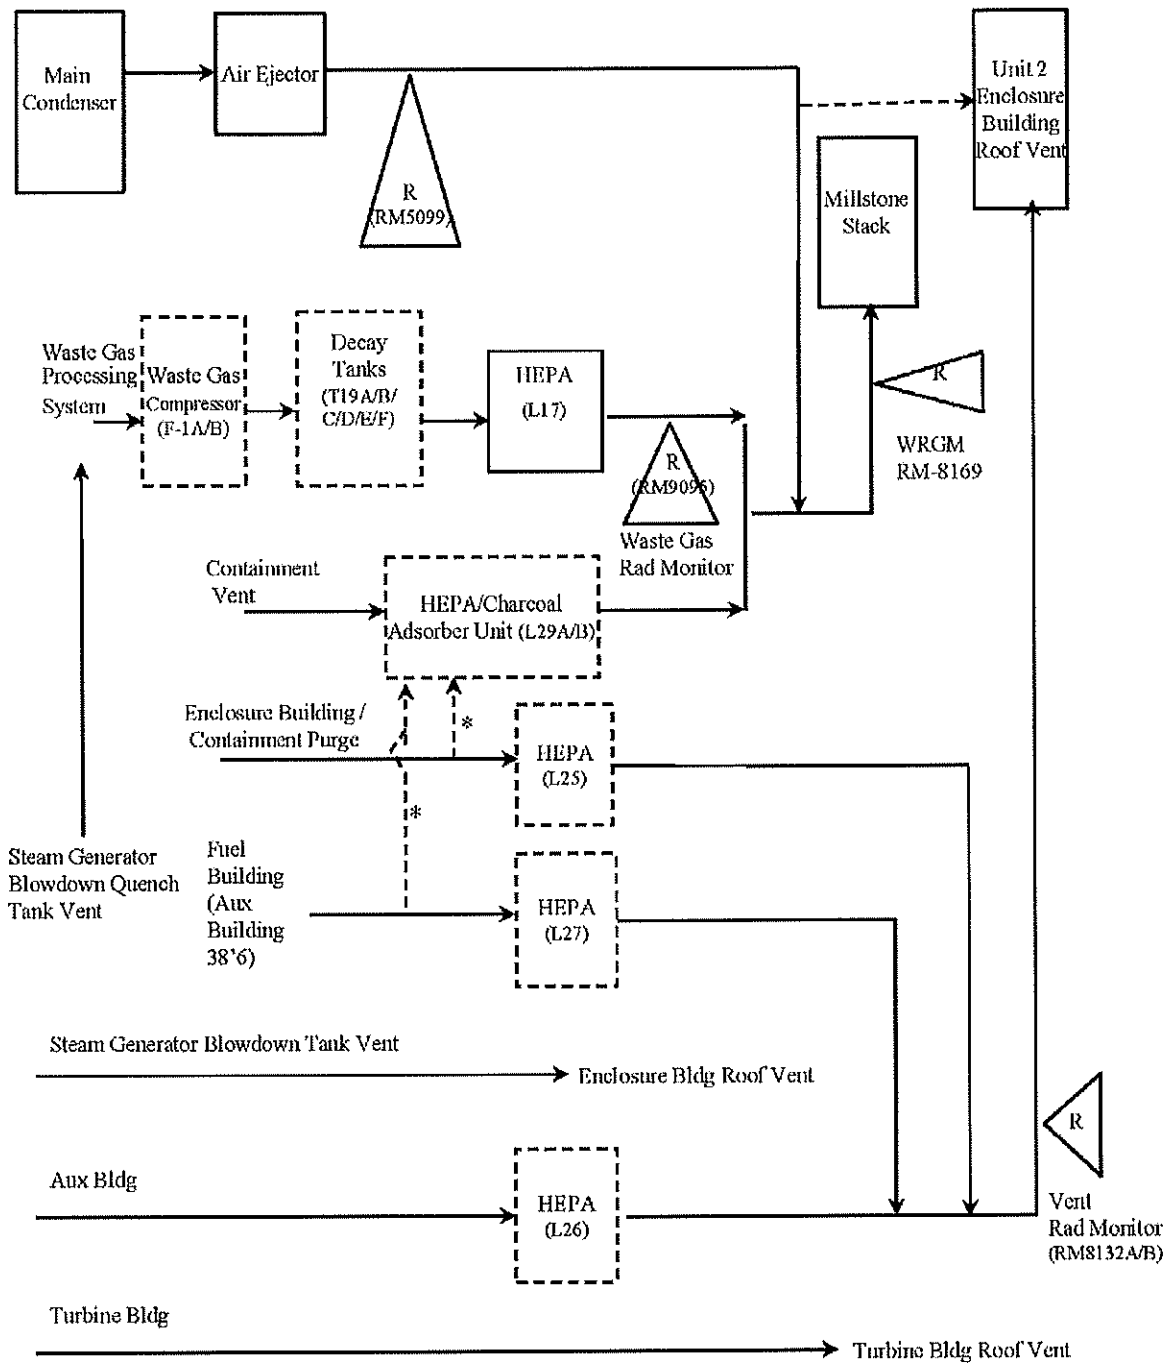 Main
Condenser
Air Ejector
Unit 2
Enclosure
Building
Roof Vent
R
(RM5099)
Millstone
Stack
Waste Gas
Processing
System
Waste Gas
Compressor
(F-1A/B)
Decay
Tanks
(T19A/B/
C/D/E/F)
HEPA
(L17)
R
(RM9095)
Waste Gas
Rad Monitor
R
WRGM
RM-8169
Containment
Vent
HEPA/Charcoal
Adsorber Unit (L29A/B)
Enclosure Building /
Containment Purge
*
HEPA
(L25)
*
Steam Generator
Blowdown Quench
Tank Vent
Fuel
Building
(Aux
Building
38'6)
HEPA
(L27)
Steam Generator Blowdown Tank Vent
Enclosure Bldg Roof Vent
R
Aux Bldg
HEPA
(L26)
Vent
Rad Monitor
(RM8132A/B)
Turbine Bldg
Turbine Bldg Roof Vent